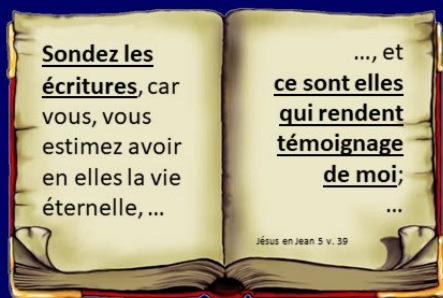 Sondez les
écritures, car
vous, vous
estimez avoir
en elles la vie
éternelle, ...
..., et
ce sont elles
qui rendent
témoignage
de moi;
...
Jésus en Jean 5 v. 39